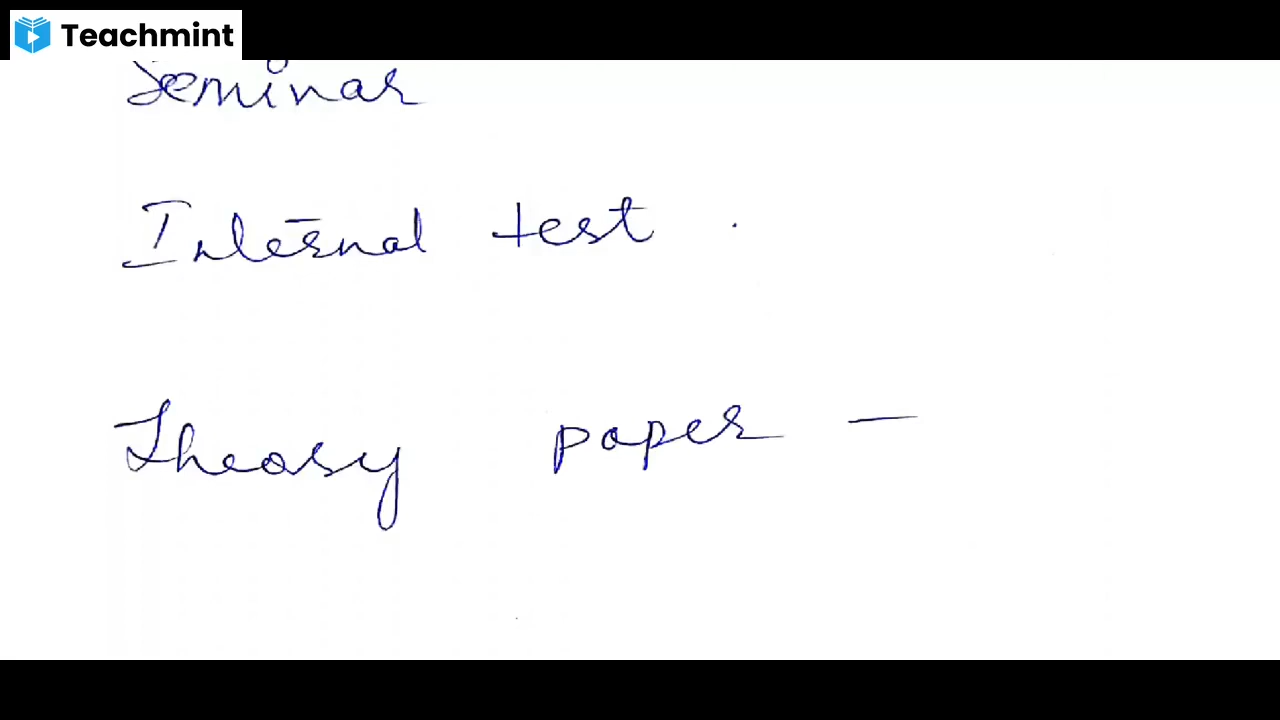 Teachmint
Seminar
Internal test
Theory paper —